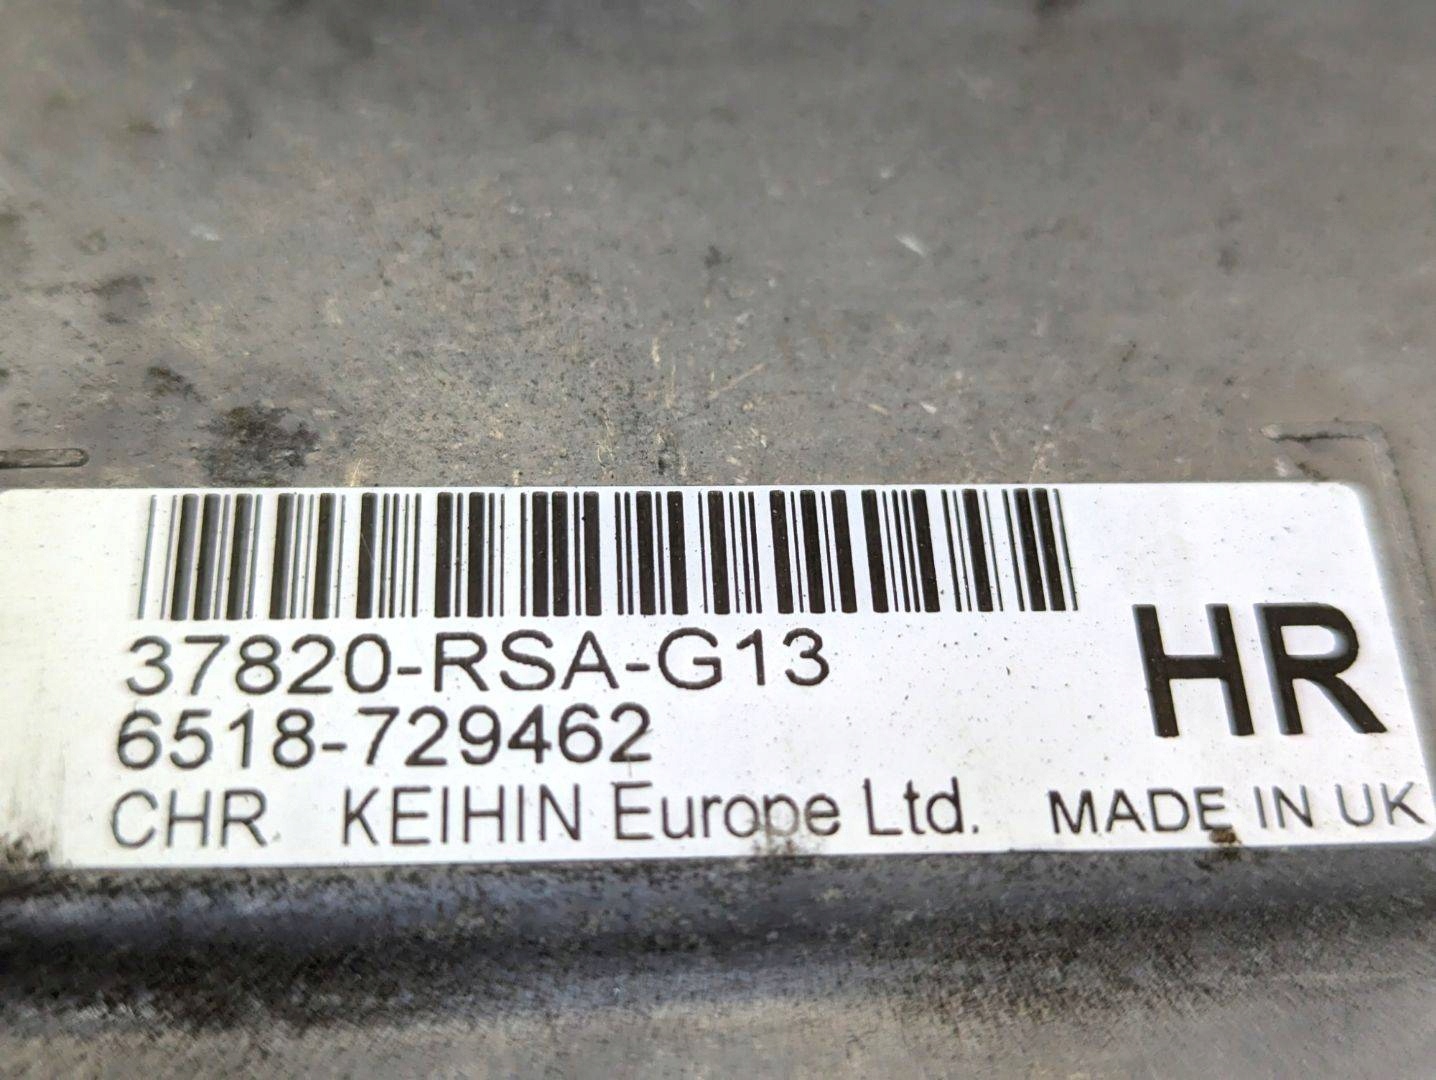 37820-RSA-G13
HR
6518-729462
CHR KEIHIN Europe Ltd. MADE IN UK